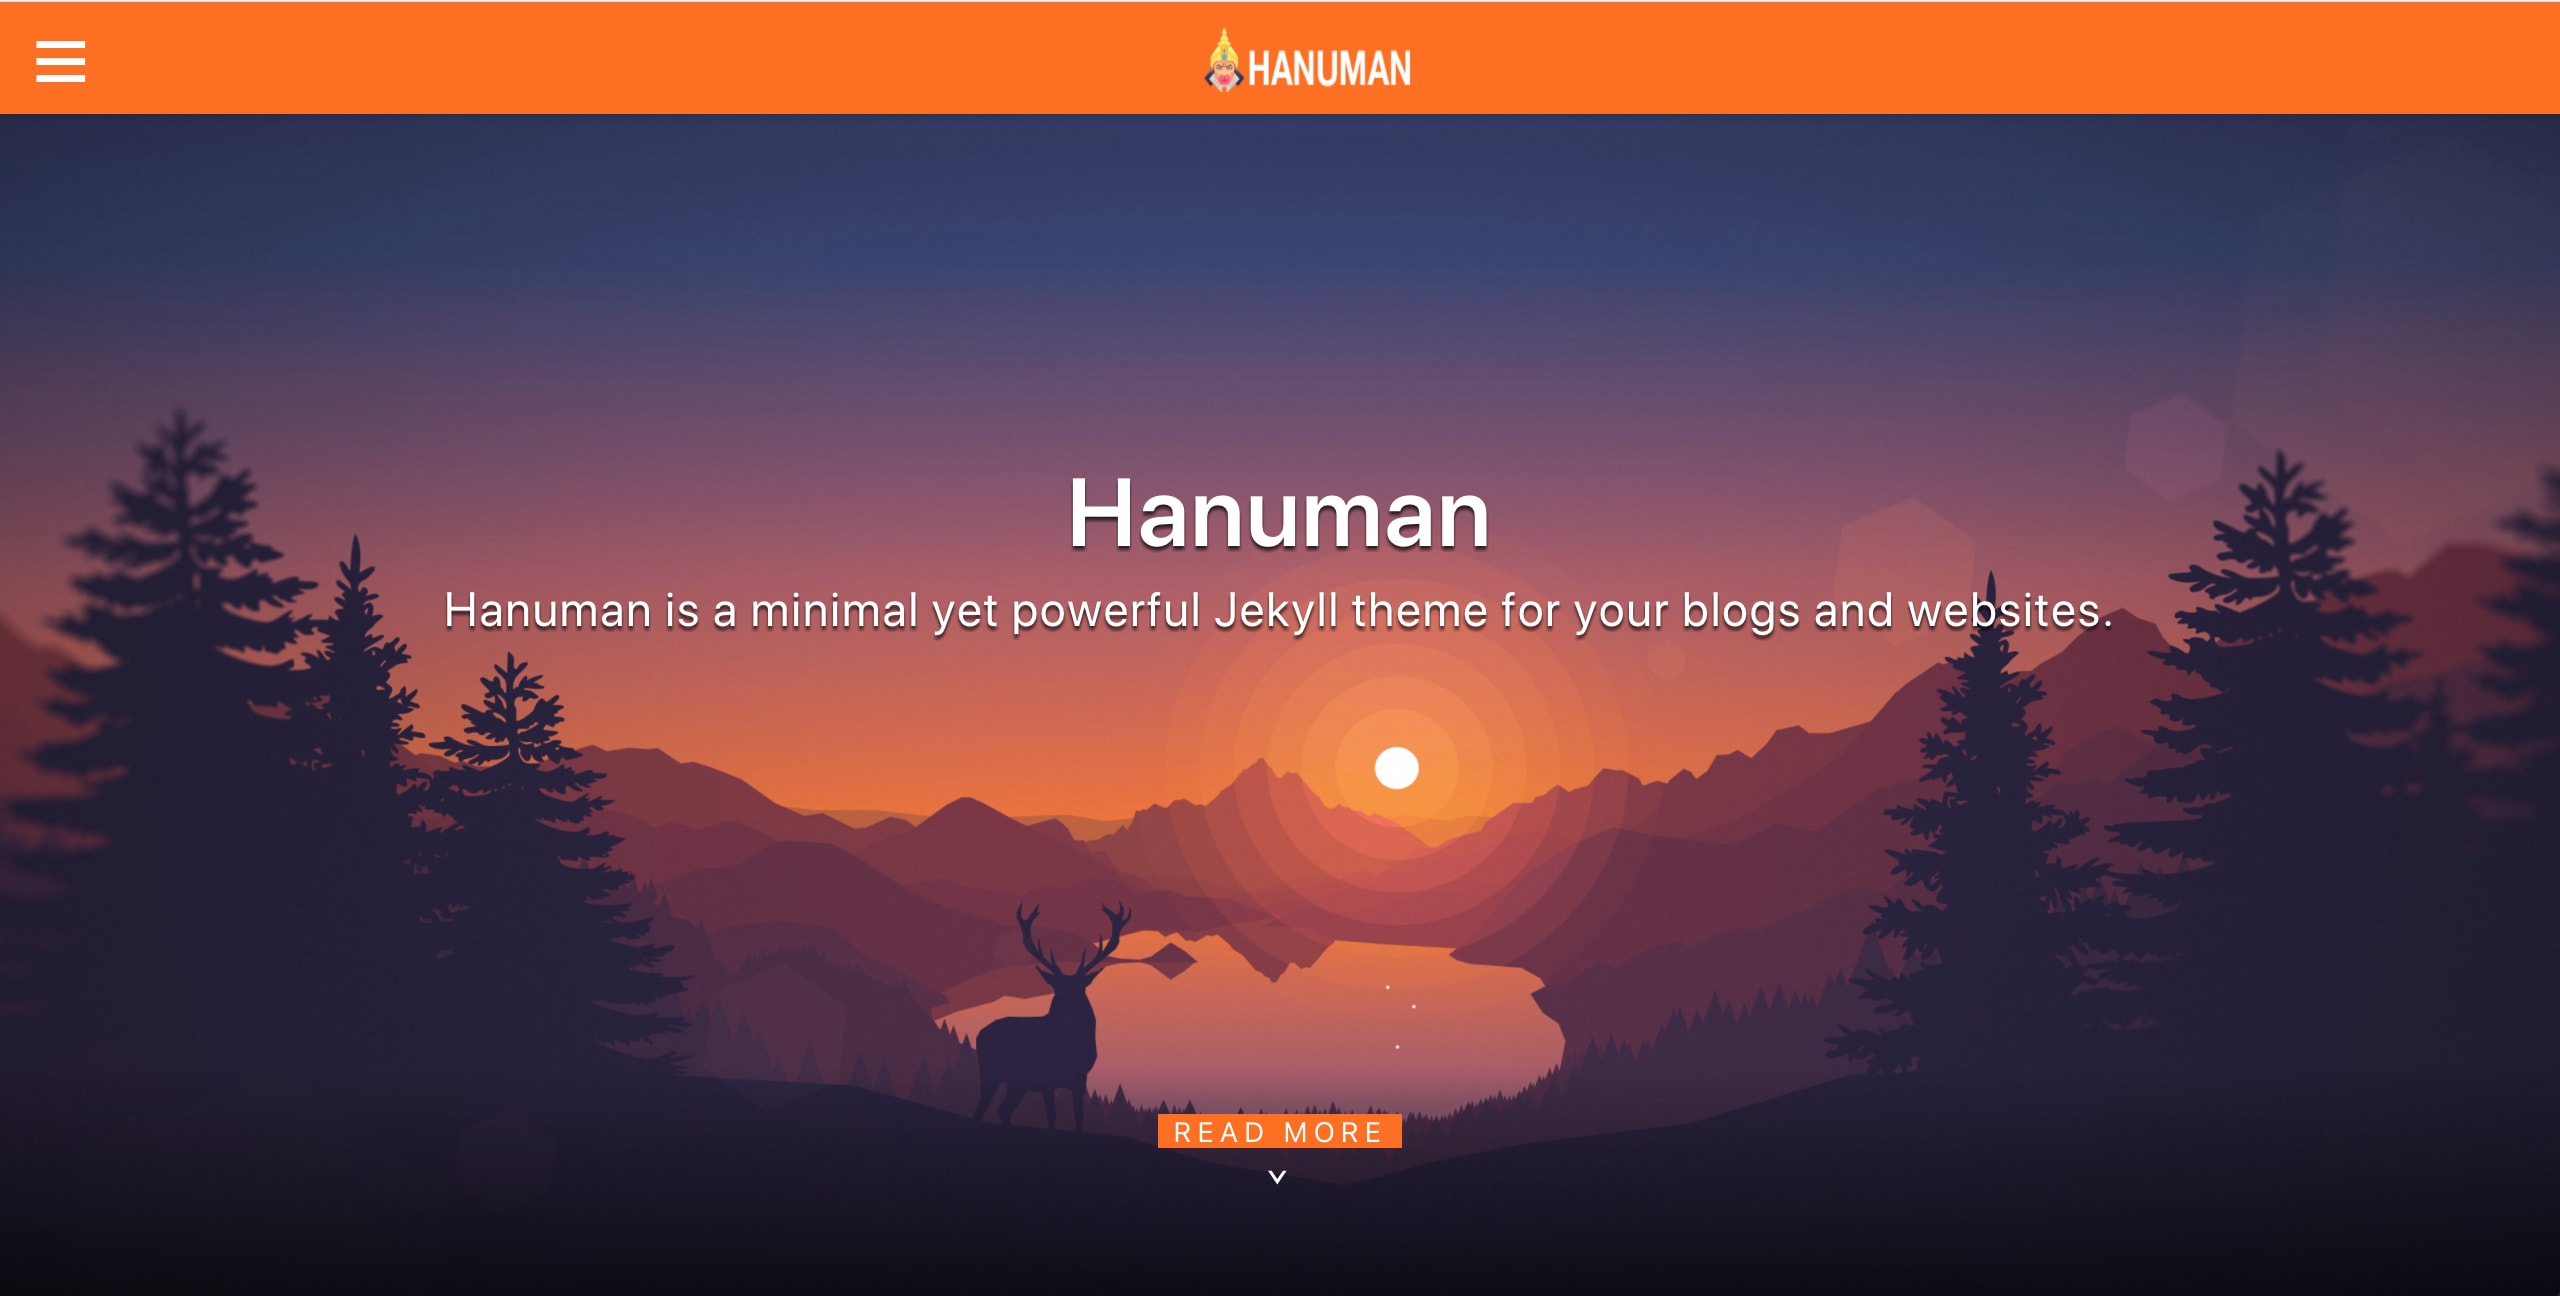 HANUMAN
Hanuman
Hanuman is a minimal yet powerful Jekyll theme for your blogs and websites.
READ MORE